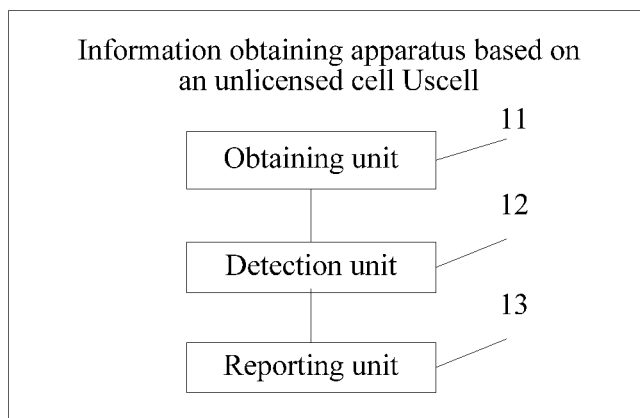 Information obtaining apparatus based on
an unlicensed cell Uscell
11
Obtaining unit
12
Detection unit
13
Reporting unit